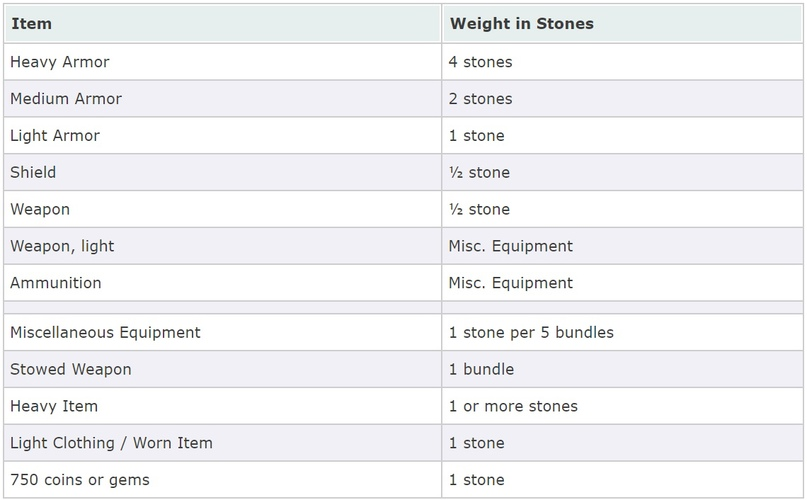 Item Weight in Stones
Heavy Armor 4 stones
Medium Armor 2 stones
Light Armor 1 stone
Shield ½ stone
Weapon ½ stone
Weapon, light Misc. Equipment
Ammunition Misc. Equipment
Miscellaneous Equipment 1 stone per 5 bundles
Stowed Weapon 1 bundle
Heavy Item 1 or more stones
Light Clothing / Worn Item 1 stone
750 coins or gems 1 stone